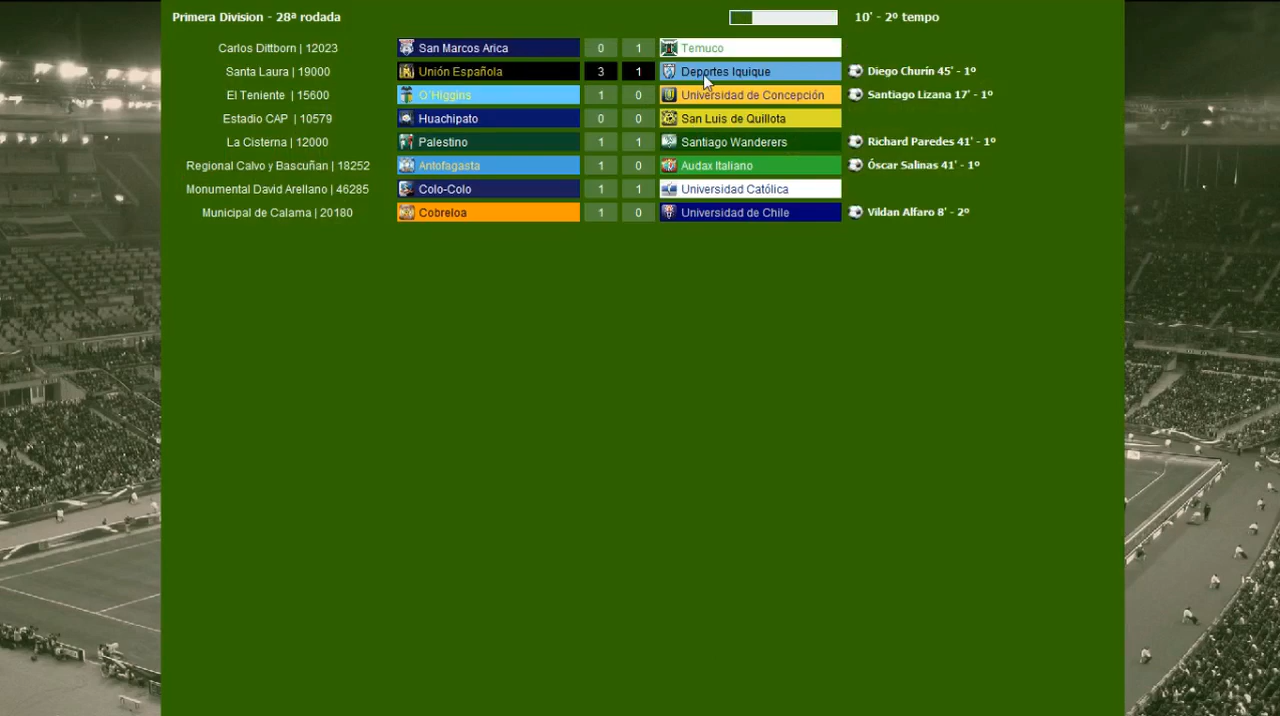 Primera Division - 28ª rodada 10' - 2º tempo
Carlos Dittborn | 12023 San Marcos Arica 0 1 Temuco
Santa Laura | 19000 Unión Española 3 1 Deportes Iquique Diego Churín 45' - 1º
El Teniente | 15600 O'Higgins 1 0 Universidad de Concepción Santiago Lizana 17' - 1º
Estadio CAP | 10579 Huachipato 0 0 San Luis de Quillota
La Cisterna | 12000 Palestino 1 1 Santiago Wanderers Richard Paredes 41' - 1º
Regional Calvo y Bascuñan | 18252 Antofagasta 1 0 Audax Italiano Óscar Salinas 41' - 1º
Monumental David Arellano | 46285 Colo-Colo 1 1 Universidad Católica
Municipal de Calama | 20180 Cobreloa 1 0 Universidad de Chile Vildan Alfaro 8' - 2º